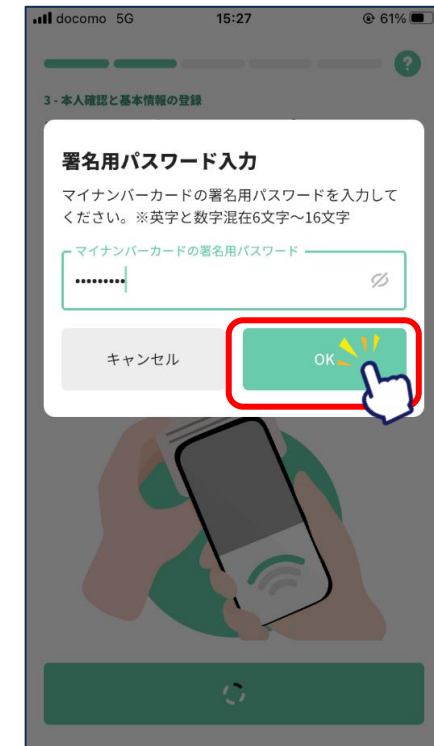 docomo 5G 15:27 61%
?
3 - 本人確認と基本情報の登録
署名用パスワード入力
マイナンバーカードの署名用パスワードを入力して
ください。※英字と数字混在6文字〜16文字
マイナンバーカードの署名用パスワード
•••••••••
キャンセル OK